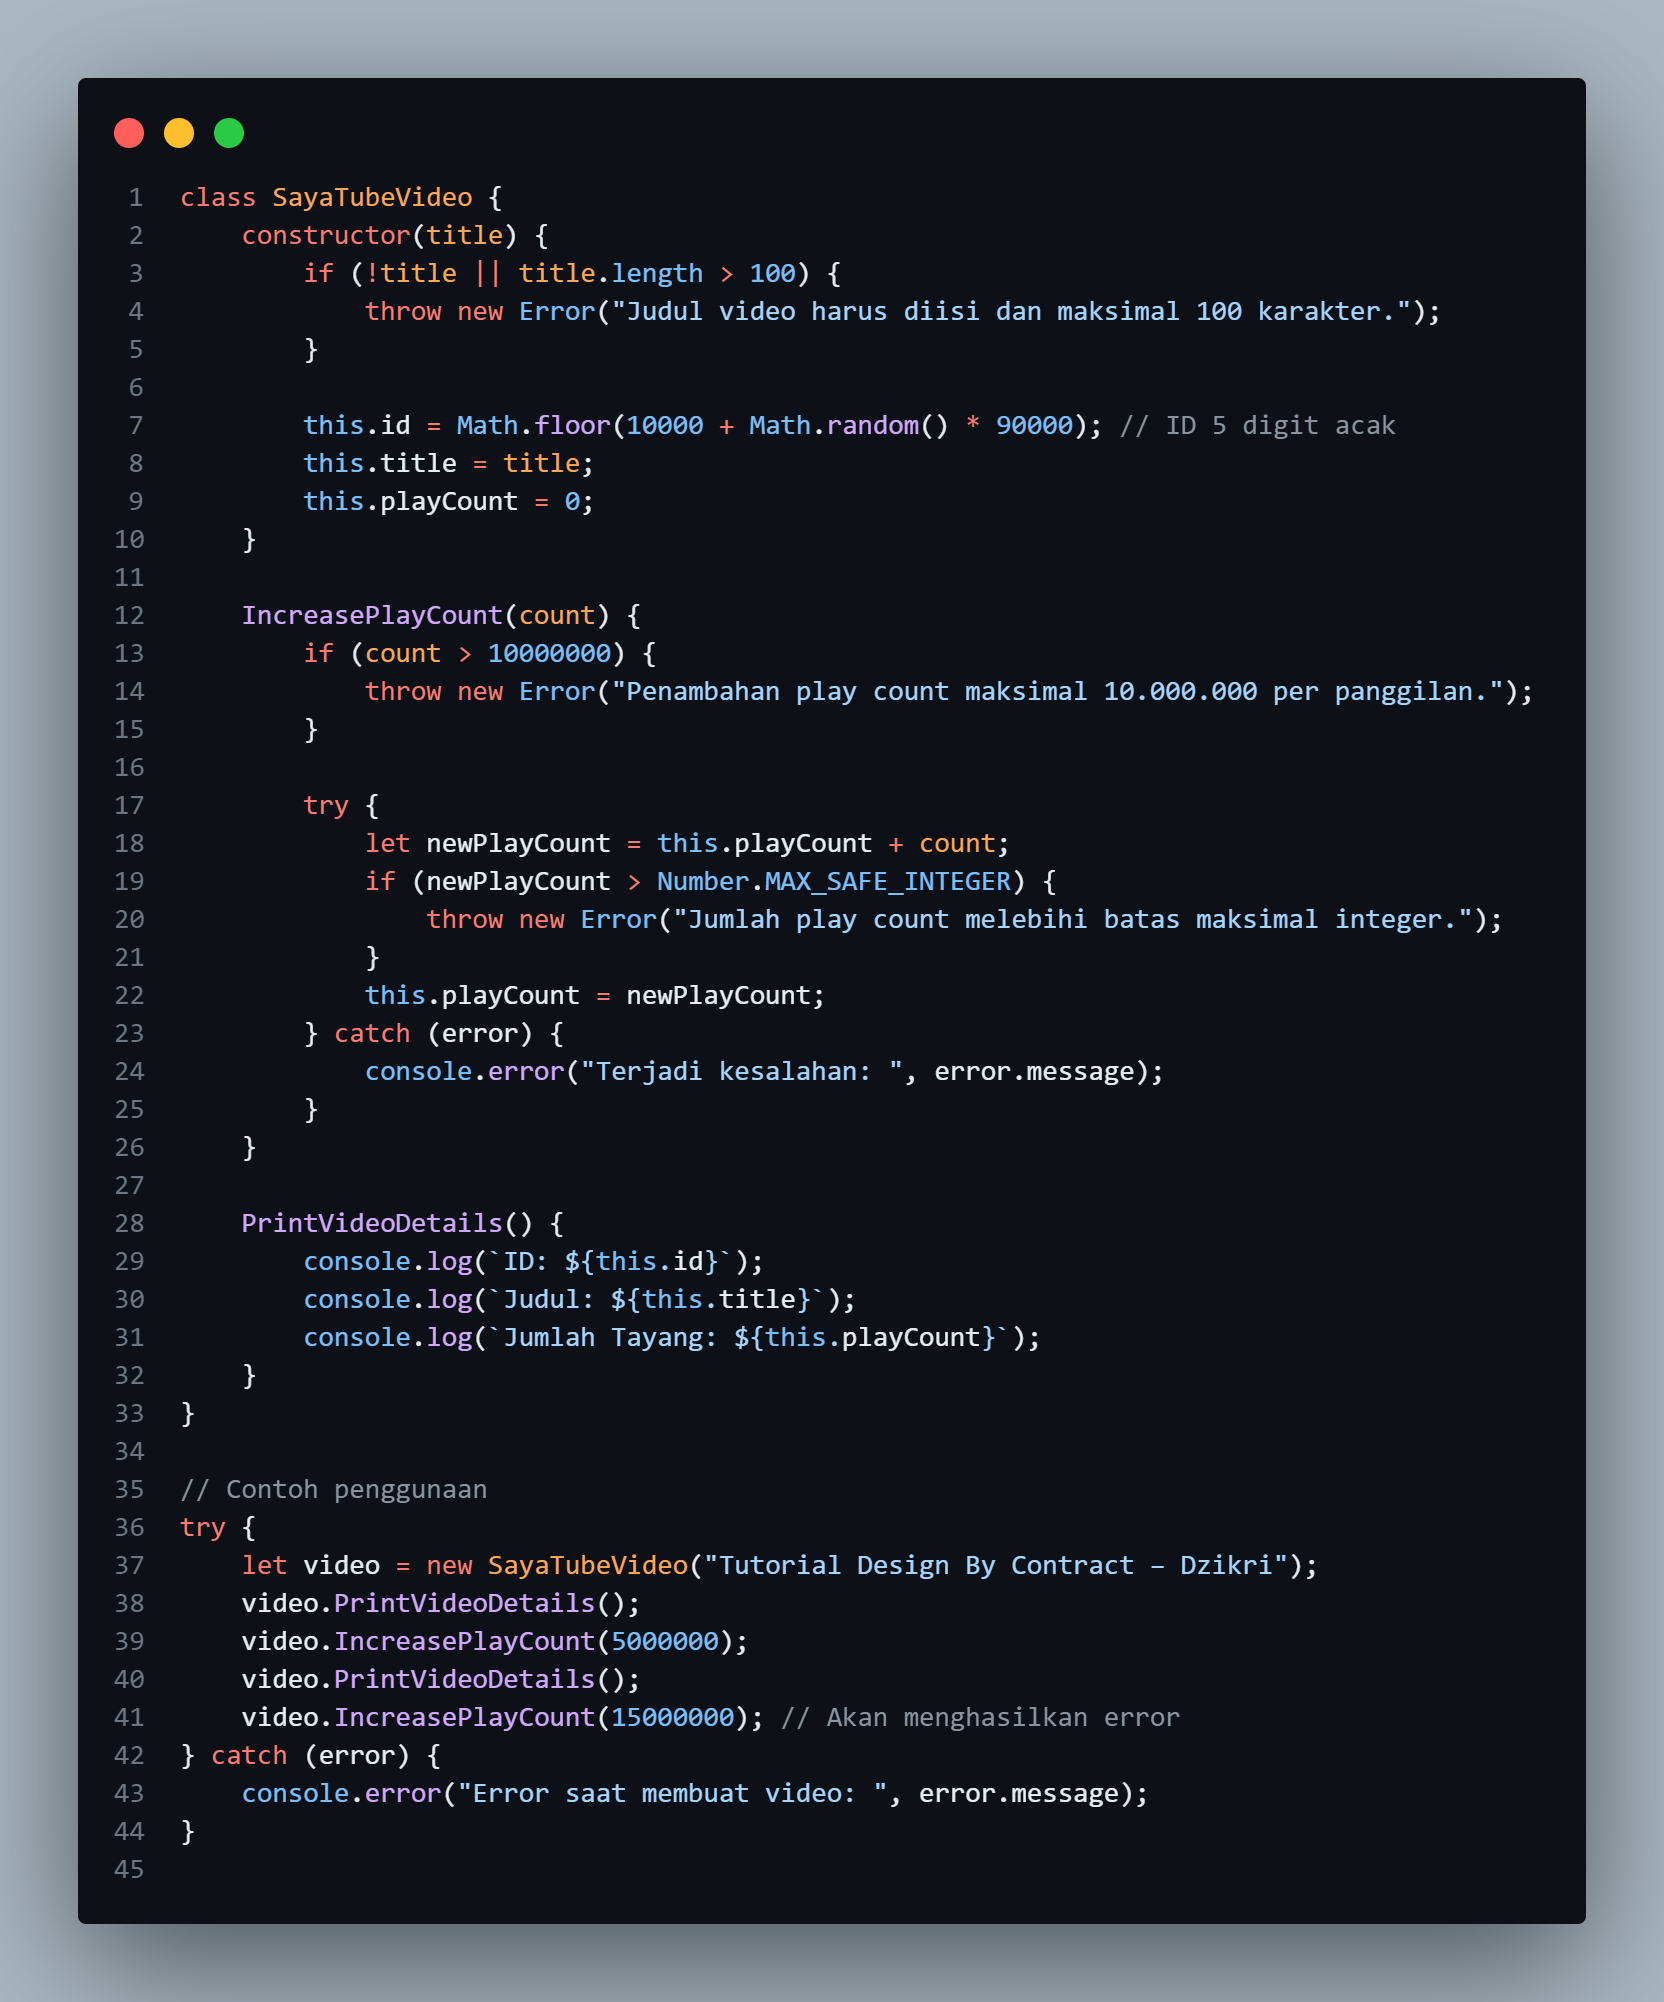 1 class SayaTubeVideo {
2     constructor(title) {
3         if (!title || title.length > 100) {
4             throw new Error("Judul video harus diisi dan maksimal 100 karakter.");
5         }
6
7         this.id = Math.floor(10000 + Math.random() * 90000); // ID 5 digit acak
8         this.title = title;
9         this.playCount = 0;
10     }
11
12     IncreasePlayCount(count) {
13         if (count > 10000000) {
14             throw new Error("Penambahan play count maksimal 10.000.000 per panggilan.");
15         }
16
17         try {
18             let newPlayCount = this.playCount + count;
19             if (newPlayCount > Number.MAX_SAFE_INTEGER) {
20                 throw new Error("Jumlah play count melebihi batas maksimal integer.");
21             }
22             this.playCount = newPlayCount;
23         } catch (error) {
24             console.error("Terjadi kesalahan: ", error.message);
25         }
26     }
27
28     PrintVideoDetails() {
29         console.log(`ID: ${this.id}`);
30         console.log(`Judul: ${this.title}`);
31         console.log(`Jumlah Tayang: ${this.playCount}`);
32     }
33 }
34
35 // Contoh penggunaan
36 try {
37     let video = new SayaTubeVideo("Tutorial Design By Contract – Dzikri");
38     video.PrintVideoDetails();
39     video.IncreasePlayCount(5000000);
40     video.PrintVideoDetails();
41     video.IncreasePlayCount(15000000); // Akan menghasilkan error
42 } catch (error) {
43     console.error("Error saat membuat video: ", error.message);
44 }
45